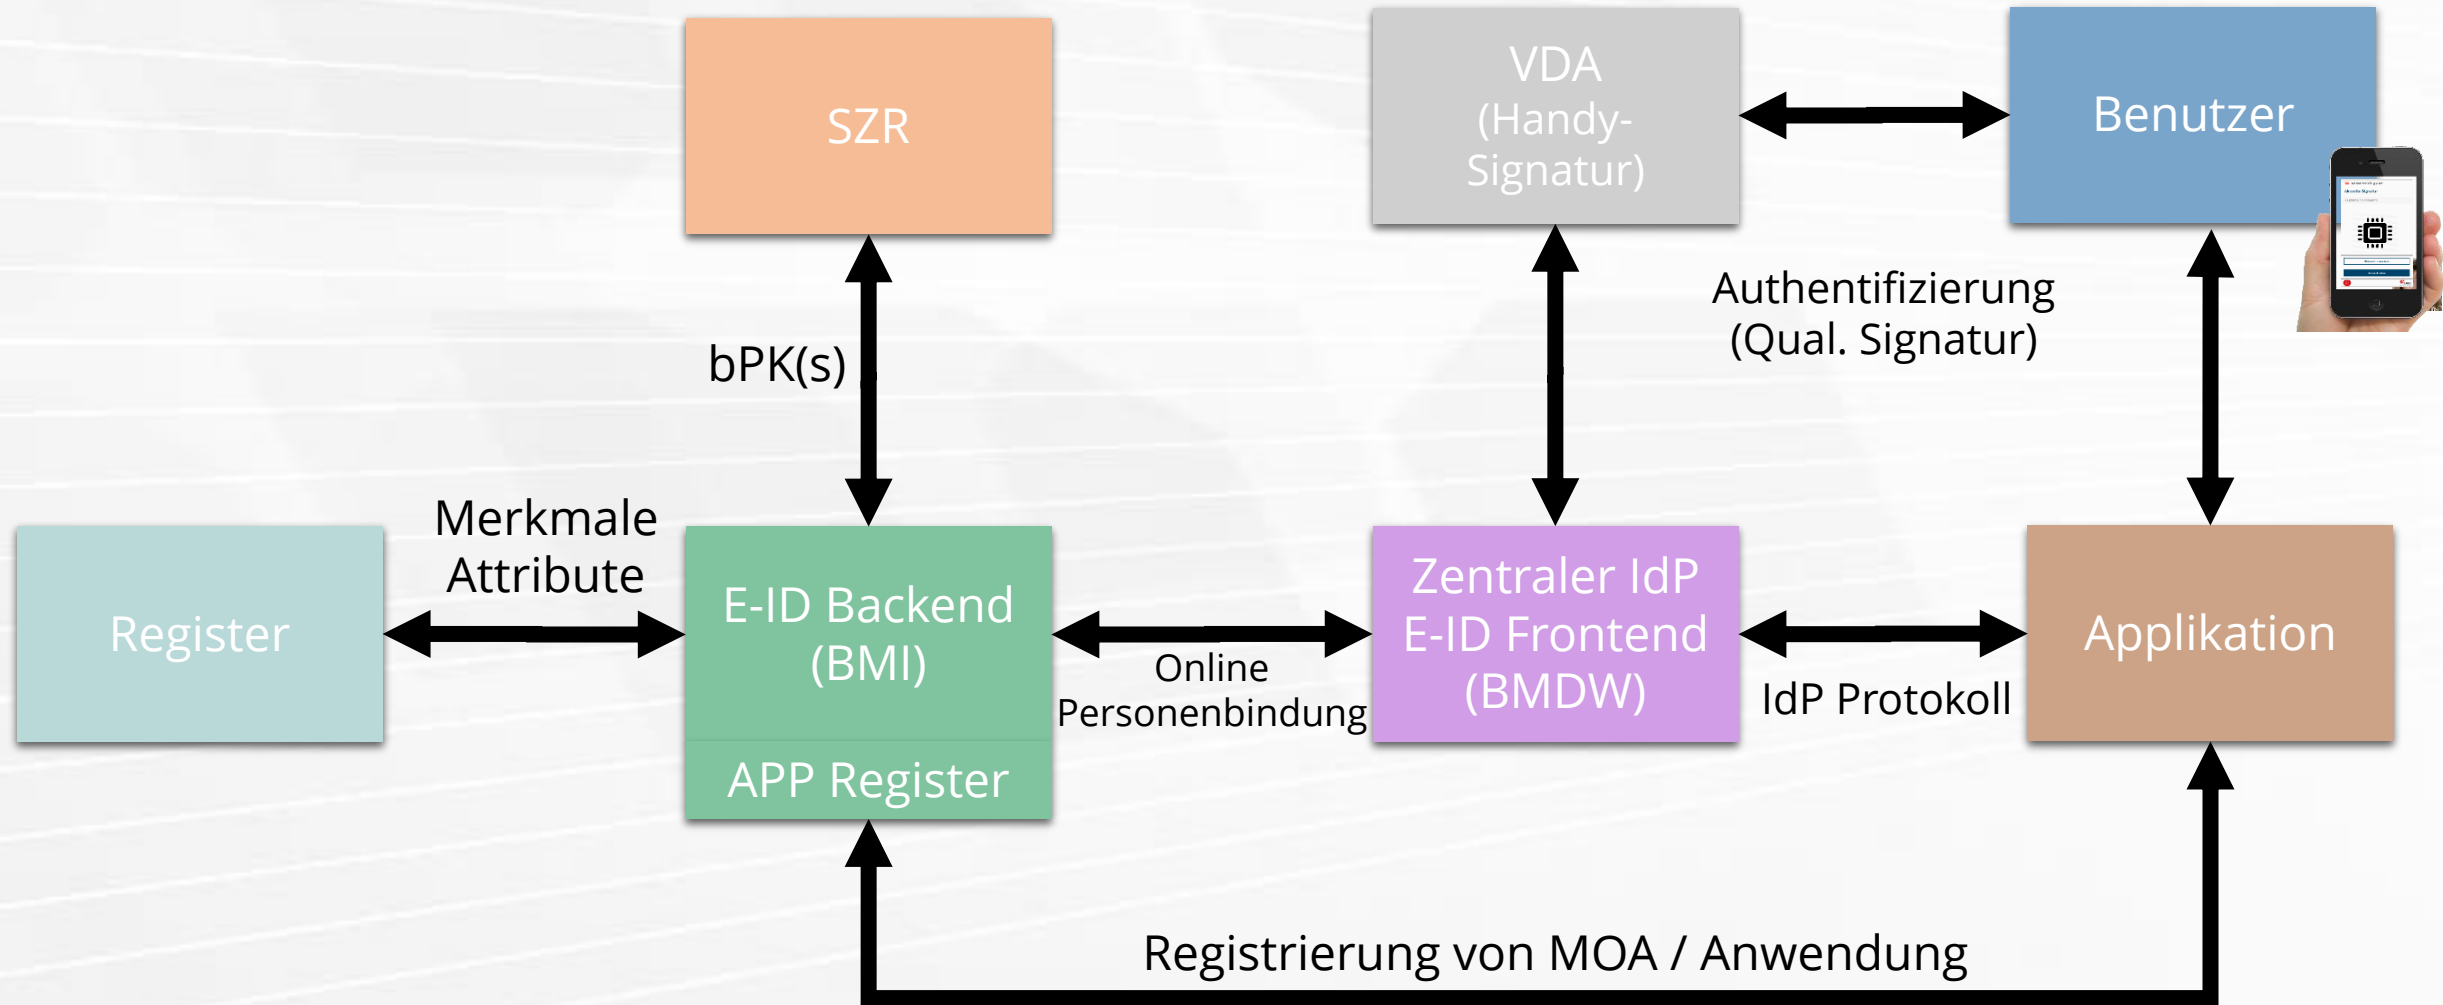 SZR
VDA
(Handy-
Signatur)
Benutzer
bPK(s)
Authentifizierung
(Qual. Signatur)
Merkmale
Attribute
Register
E-ID Backend
(BMI)
APP Register
Online
Personenbindung
Zentraler IdP
E-ID Frontend
(BMDW)
IdP Protokoll
Applikation
Registrierung von MOA / Anwendung